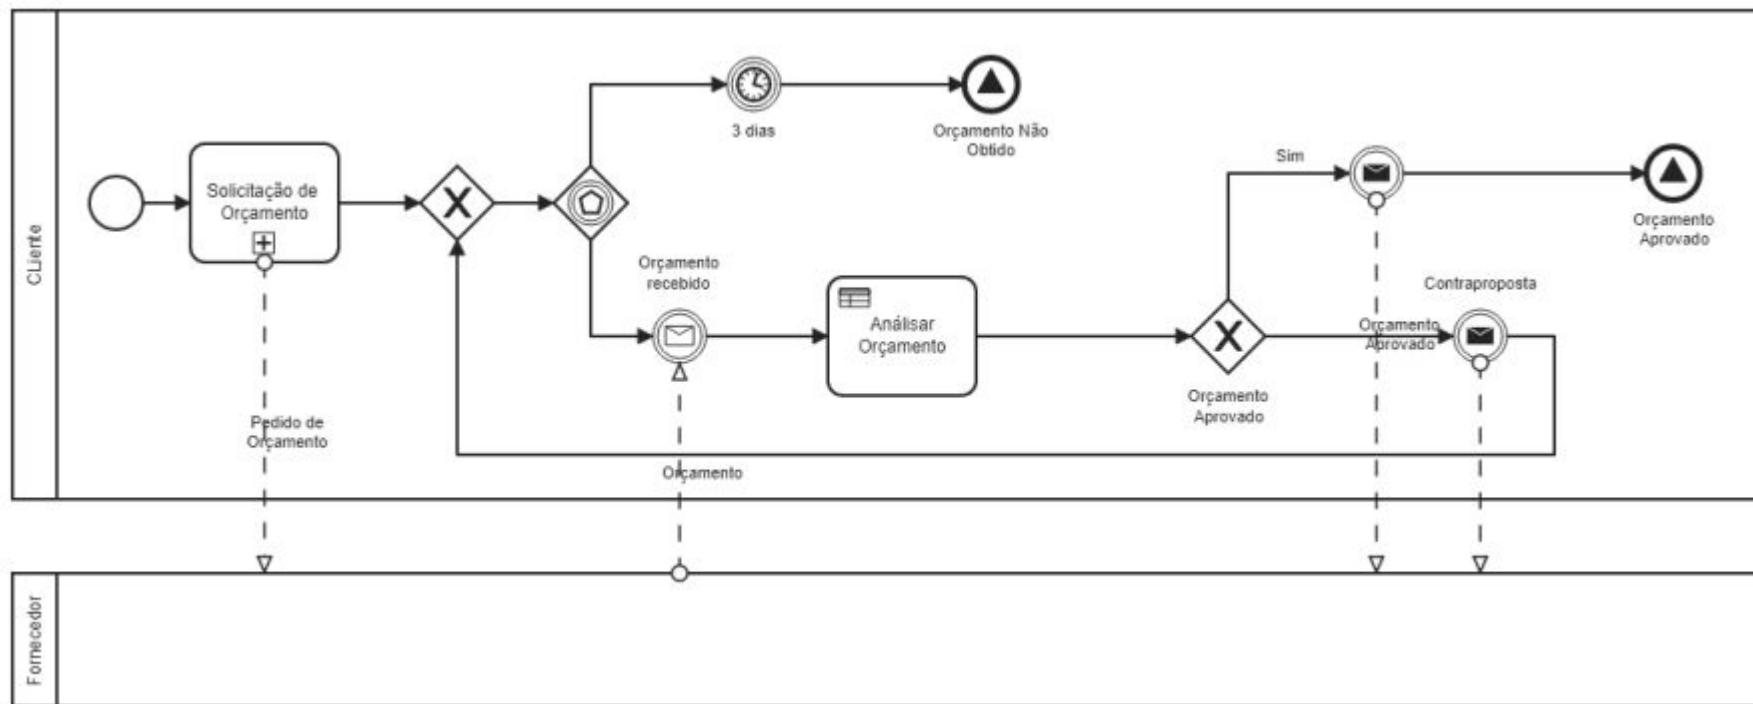 CLiente
Solicitação de
Orçamento
Pedido de
Orçamento
3 dias
Orçamento Não
Obtido
Orçamento
recebido
Orçamento
Análisar
Orçamento
Orçamento
Aprovado
Sim
Orçamento
Aprovado
Contraproposta
Orçamento
Aprovado
Fornecedor